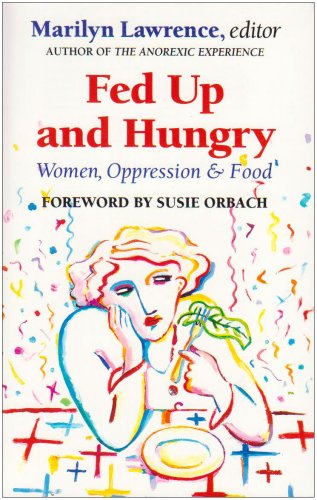 Marilyn Lawrence, editor
AUTHOR OF THE ANOREXIC EXPERIENCE
Fed Up
and Hungry
Women, Oppression & Food
FOREWORD BY SUSIE ORBACH